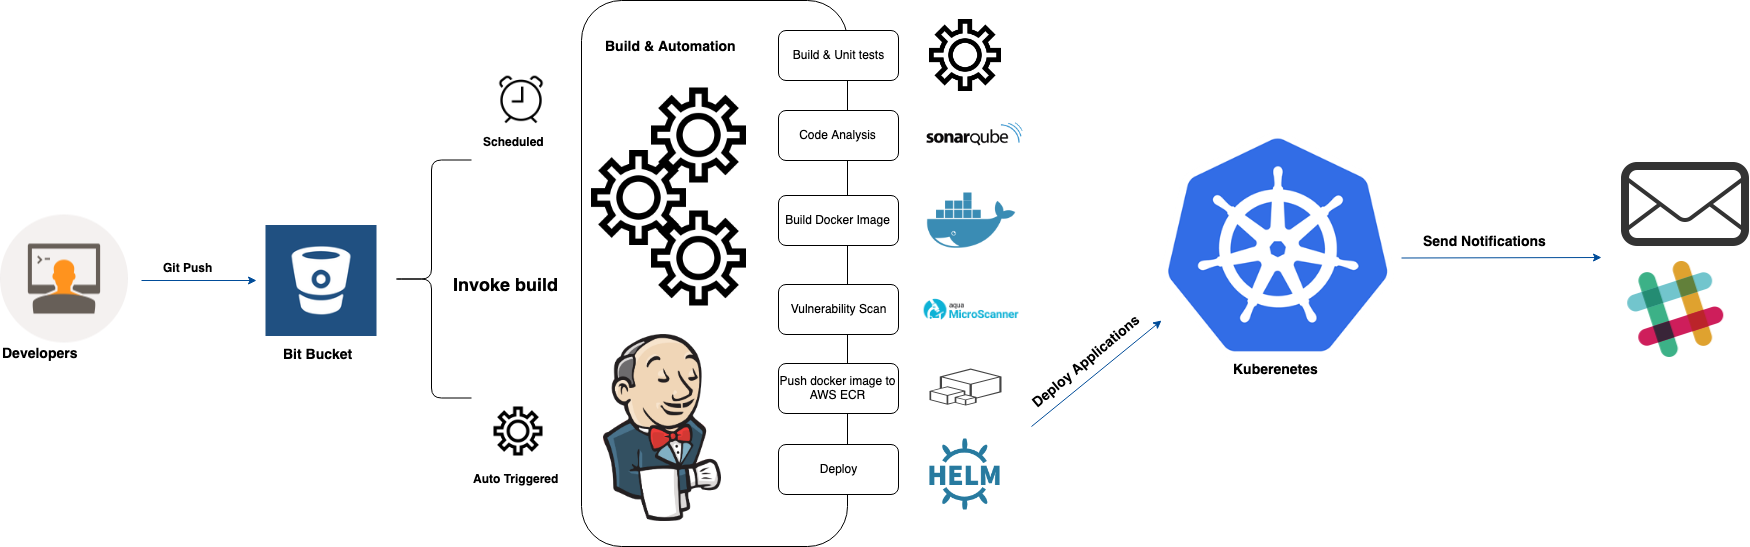 Developers
Git Push
Bit Bucket
Scheduled
Invoke build
Auto Triggered
Build & Automation
Build & Unit tests
Code Analysis
sonarqube
Build Docker Image
Vulnerability Scan
aqua
MicroScanner
Push docker image to
AWS ECR
Deploy
HELM
Deploy Applications
Kuberenetes
Send Notifications